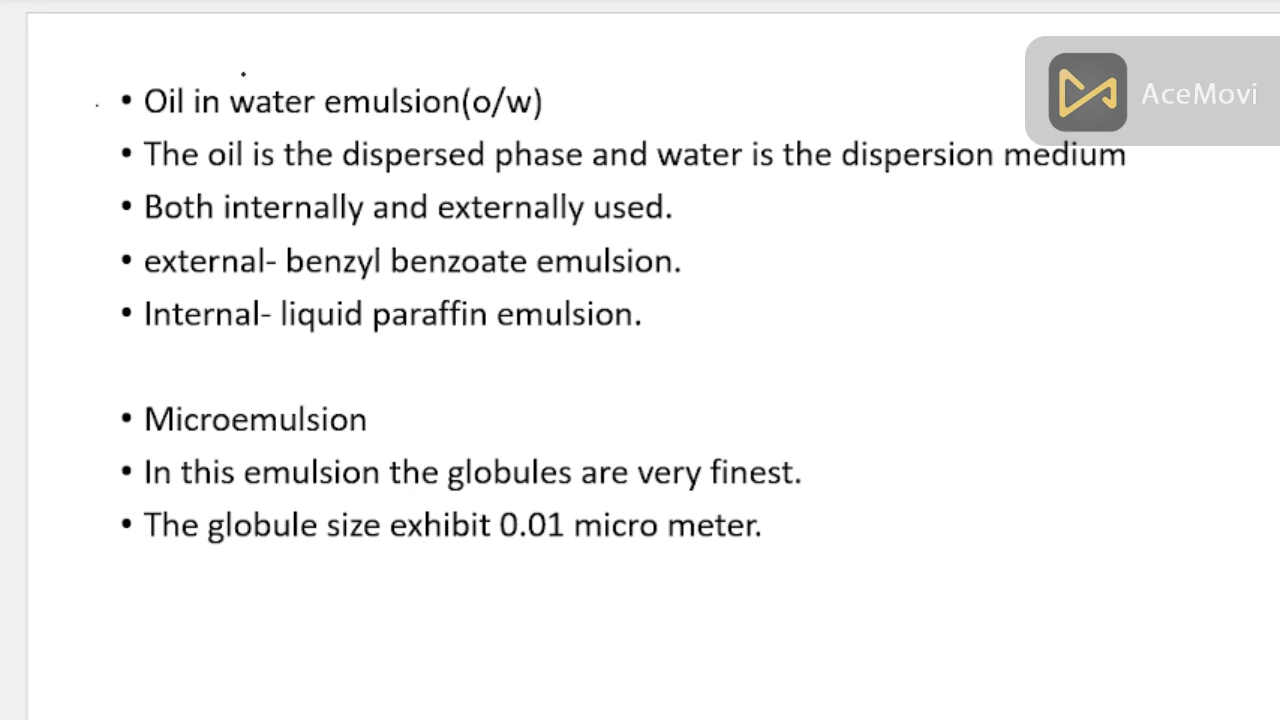 AceMovi
• Oil in water emulsion(o/w)
• The oil is the dispersed phase and water is the dispersion medium
• Both internally and externally used.
• external- benzyl benzoate emulsion.
• Internal- liquid paraffin emulsion.
• Microemulsion
• In this emulsion the globules are very finest.
• The globule size exhibit 0.01 micro meter.